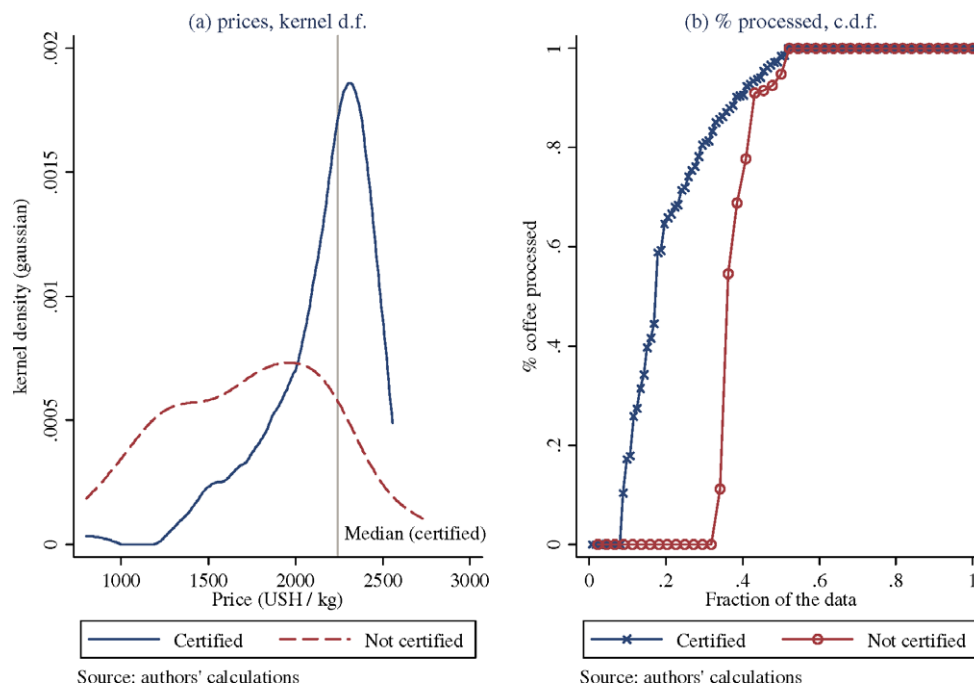 (a) prices, kernel d.f.
kernel density (gaussian)
.002
.0015
.001
.0005
0
Median (certified)
1000 1500 2000 2500 3000
Price (USH / kg)
Certified Not certified
Source: authors' calculations
(b) % processed, c.d.f.
% coffee processed
1
.8
.6
.4
.2
0
0 .2 .4 .6 .8 1
Fraction of the data
Certified Not certified
Source: authors' calculations